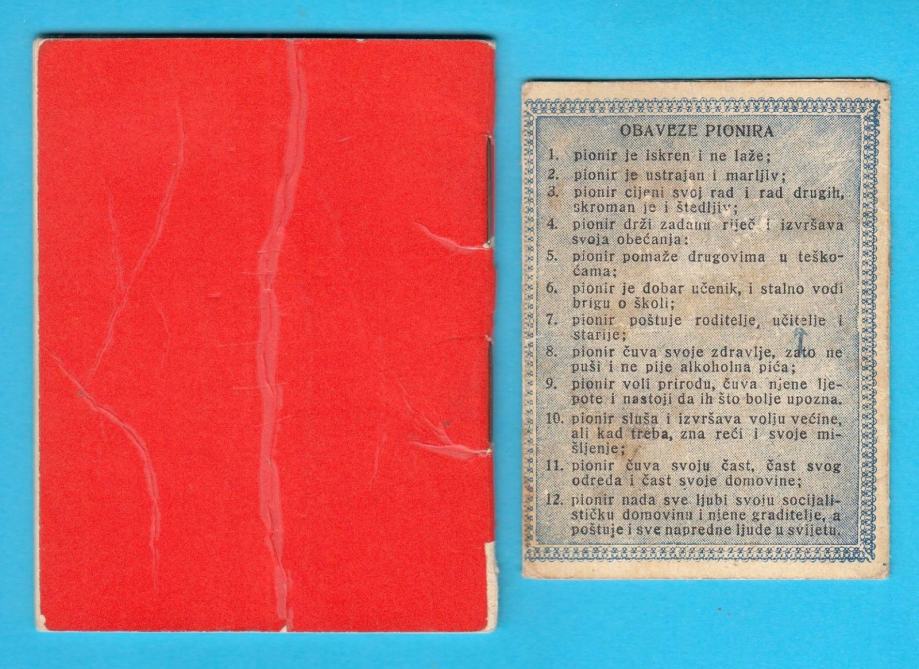 OBAVEZE PIONIRA
1. pionir je iskren i ne laže;
2. pionir je ustrajan i marljiv;
3. pionir cijeni svoj rad i rad drugih,
skroman je i štedljiv;
4. pionir drži zadanu riječ i izvršava
svoja obećanja:
5. pionir pomaže drugovima u teško-
ćama;
6. pionir je dobar učenik, i stalno vodi
brigu o školi;
7. pionir poštuje roditelje, učitelje i
starije;
8. pionir čuva svoje zdravlje, zato ne
puši i ne pije alkoholna pića;
9. pionir voli prirodu, čuva njene lje-
pote i nastoji da ih što bolje upozna.
10. pionir sluša i izvršava volju većine,
ali kad treba, zna reći i svoje mi-
šljenje;
11. pionir čuva svoju čast, čast svog
odreda i čast svoje domovine;
12. pionir nada sve ljubi svoju socijali-
stičku domovinu i njene graditelje, a
poštuje i sve napredne ljude u svijetu.